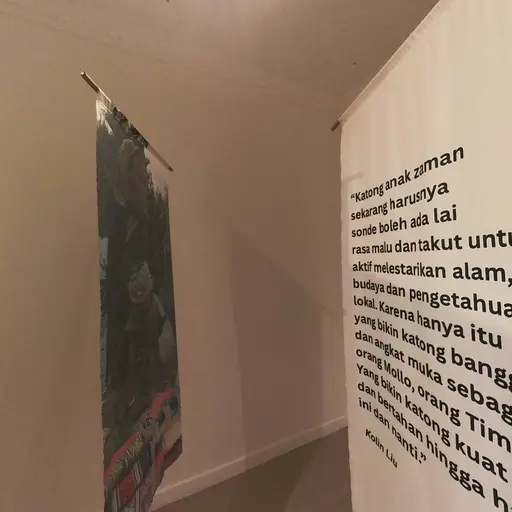 “Katong anak zaman
sekarang harusnya
sonde boleh ada lai
rasa malu dan takut untu
aktif melestarikan alam,
budaya dan pengetahua
lokal. Karena hanya itu
yang bikin katong bangg
dan angkat muka sebag
orang Mollo, orang Tim
Yang bikin katong kuat
dan bertahan hingga h
ini dan nanti.”
Kolin Liu